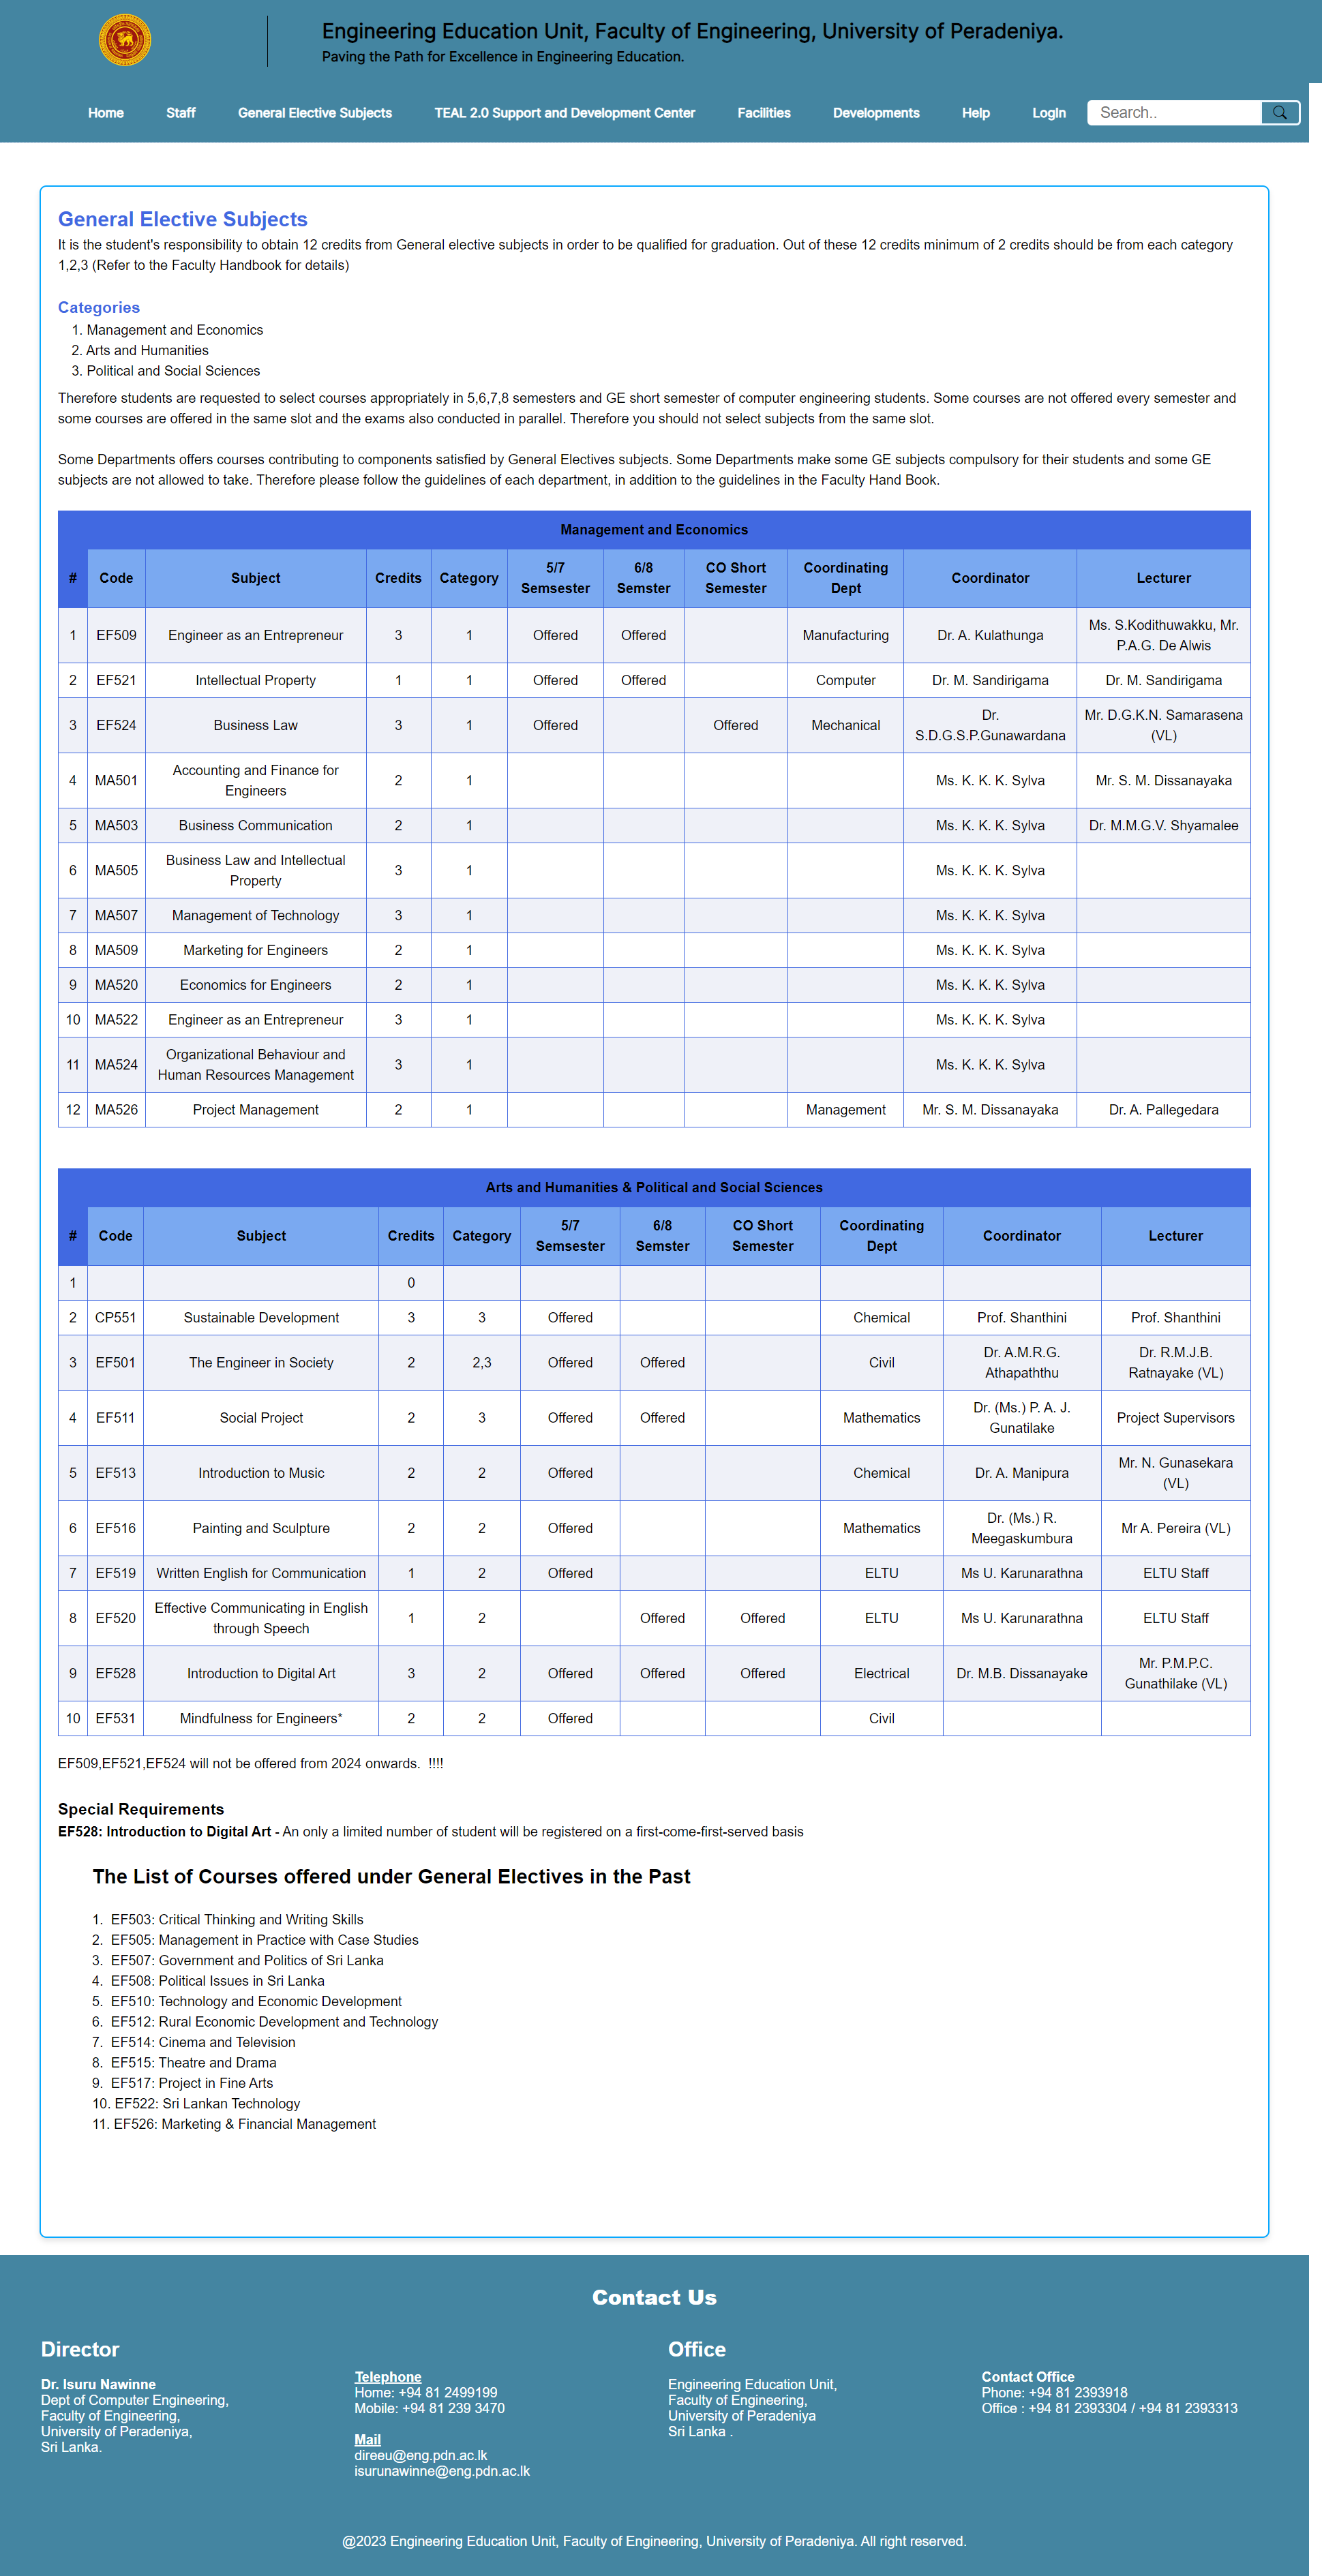 Engineering Education Unit, Faculty of Engineering, University of Peradeniya.
Paving the Path for Excellence in Engineering Education.
Home Staff General Elective Subjects TEAL 2.0 Support and Development Center Facilities Developments Help LogIn Search..
General Elective Subjects
It is the student's responsibility to obtain 12 credits from General elective subjects in order to be qualified for graduation. Out of these 12 credits minimum of 2 credits should be from each category
1,2,3 (Refer to the Faculty Handbook for details)
Categories
1. Management and Economics
2. Arts and Humanities
3. Political and Social Sciences
Therefore students are requested to select courses appropriately in 5,6,7,8 semesters and GE short semester of computer engineering students. Some courses are not offered every semester and
some courses are offered in the same slot and the exams also conducted in parallel. Therefore you should not select subjects from the same slot.
Some Departments offers courses contributing to components satisfied by General Electives subjects. Some Departments make some GE subjects compulsory for their students and some GE
subjects are not allowed to take. Therefore please follow the guidelines of each department, in addition to the guidelines in the Faculty Hand Book.
Management and Economics
# Code Subject Credits Category 5/7 Semsester 6/8 Semster CO Short Semester Coordinating Dept Coordinator Lecturer
1 EF509 Engineer as an Entrepreneur 3 1 Offered Offered Manufacturing Dr. A. Kulathunga Ms. S.Kodithuwakku, Mr. P.A.G. De Alwis
2 EF521 Intellectual Property 1 1 Offered Offered Computer Dr. M. Sandirigama Dr. M. Sandirigama
3 EF524 Business Law 3 1 Offered Offered Mechanical Dr. S.D.G.S.P.Gunawardana Mr. D.G.K.N. Samarasena (VL)
4 MA501 Accounting and Finance for Engineers 2 1 Ms. K. K. K. Sylva Mr. S. M. Dissanayaka
5 MA503 Business Communication 2 1 Ms. K. K. K. Sylva Dr. M.M.G.V. Shyamalee
6 MA505 Business Law and Intellectual Property 3 1 Ms. K. K. K. Sylva
7 MA507 Management of Technology 3 1 Ms. K. K. K. Sylva
8 MA509 Marketing for Engineers 2 1 Ms. K. K. K. Sylva
9 MA520 Economics for Engineers 2 1 Ms. K. K. K. Sylva
10 MA522 Engineer as an Entrepreneur 3 1 Ms. K. K. K. Sylva
11 MA524 Organizational Behaviour and Human Resources Management 3 1 Ms. K. K. K. Sylva
12 MA526 Project Management 2 1 Management Mr. S. M. Dissanayaka Dr. A. Pallegedara
Arts and Humanities & Political and Social Sciences
# Code Subject Credits Category 5/7 Semsester 6/8 Semster CO Short Semester Coordinating Dept Coordinator Lecturer
1 0
2 CP551 Sustainable Development 3 3 Offered Chemical Prof. Shanthini Prof. Shanthini
3 EF501 The Engineer in Society 2 2,3 Offered Offered Civil Dr. A.M.R.G. Athapaththu Dr. R.M.J.B. Ratnayake (VL)
4 EF511 Social Project 2 3 Offered Offered Mathematics Dr. (Ms.) P. A. J. Gunatilake Project Supervisors
5 EF513 Introduction to Music 2 2 Offered Chemical Dr. A. Manipura Mr. N. Gunasekara (VL)
6 EF516 Painting and Sculpture 2 2 Offered Mathematics Dr. (Ms.) R. Meegaskumbura Mr A. Pereira (VL)
7 EF519 Written English for Communication 1 2 Offered ELTU Ms U. Karunarathna ELTU Staff
8 EF520 Effective Communicating in English through Speech 1 2 Offered Offered ELTU Ms U. Karunarathna ELTU Staff
9 EF528 Introduction to Digital Art 3 2 Offered Offered Offered Electrical Dr. M.B. Dissanayake Mr. P.M.P.C. Gunathilake (VL)
10 EF531 Mindfulness for Engineers* 2 2 Offered Civil
EF509,EF521,EF524 will not be offered from 2024 onwards. !!!!
Special Requirements
EF528: Introduction to Digital Art - An only a limited number of student will be registered on a first-come-first-served basis
The List of Courses offered under General Electives in the Past
1. EF503: Critical Thinking and Writing Skills
2. EF505: Management in Practice with Case Studies
3. EF507: Government and Politics of Sri Lanka
4. EF508: Political Issues in Sri Lanka
5. EF510: Technology and Economic Development
6. EF512: Rural Economic Development and Technology
7. EF514: Cinema and Television
8. EF515: Theatre and Drama
9. EF517: Project in Fine Arts
10. EF522: Sri Lankan Technology
11. EF526: Marketing & Financial Management
Contact Us
Director
Dr. Isuru Nawinne
Dept of Computer Engineering,
Faculty of Engineering,
University of Peradeniya,
Sri Lanka.
Telephone
Home: +94 81 2499199
Mobile: +94 81 239 3470
Mail
direeu@eng.pdn.ac.lk
isurunawinne@eng.pdn.ac.lk
Office
Engineering Education Unit,
Faculty of Engineering,
University of Peradeniya
Sri Lanka .
Contact Office
Phone: +94 81 2393918
Office : +94 81 2393304 / +94 81 2393313
@2023 Engineering Education Unit, Faculty of Engineering, University of Peradeniya. All right reserved.